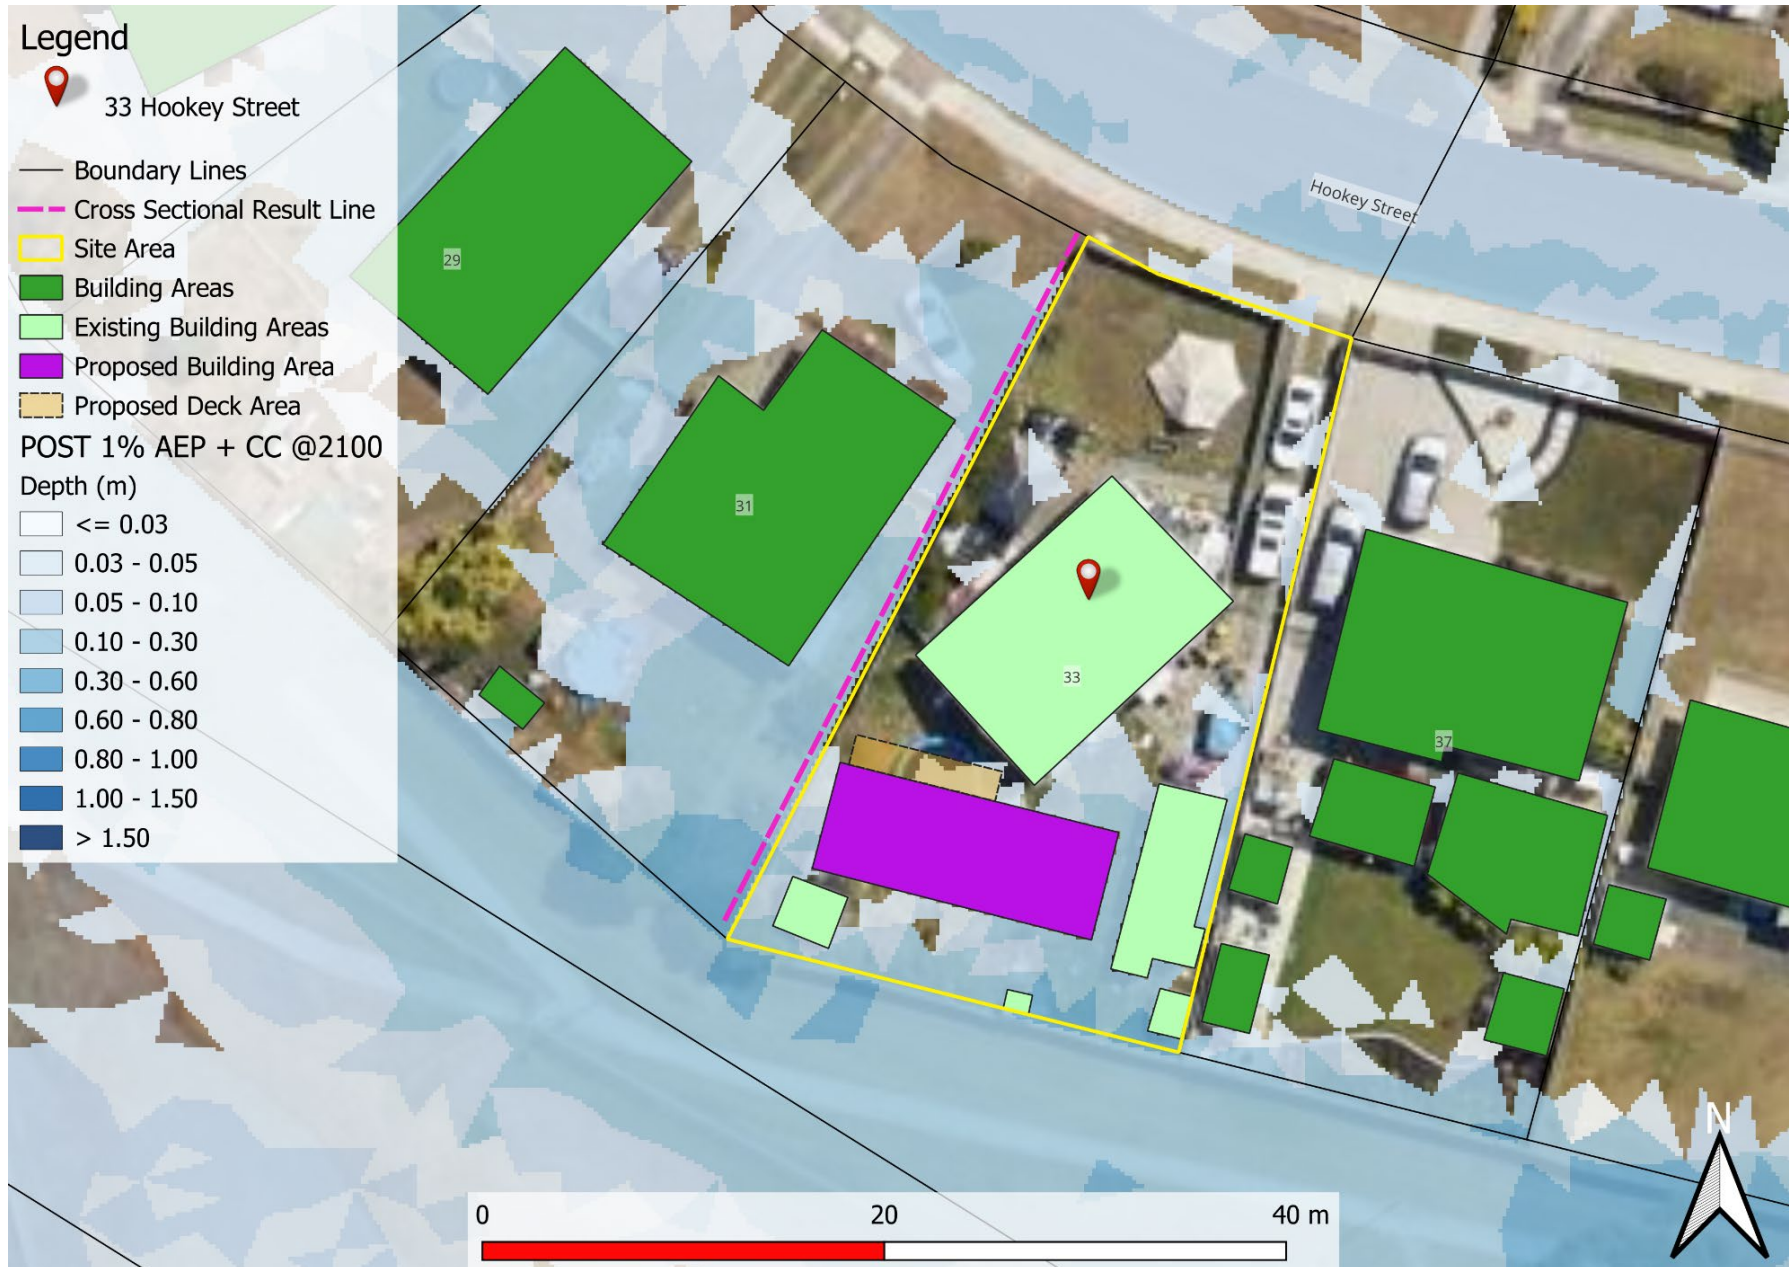 Legend
33 Hookey Street
Boundary Lines
Cross Sectional Result Line
Site Area
Building Areas
Existing Building Areas
Proposed Building Area
Proposed Deck Area
POST 1% AEP + CC @2100
Depth (m)
<= 0.03
0.03 - 0.05
0.05 - 0.10
0.10 - 0.30
0.30 - 0.60
0.60 - 0.80
0.80 - 1.00
1.00 - 1.50
> 1.50
Hookey Street
29
31
33
37
N
0 20 40 m